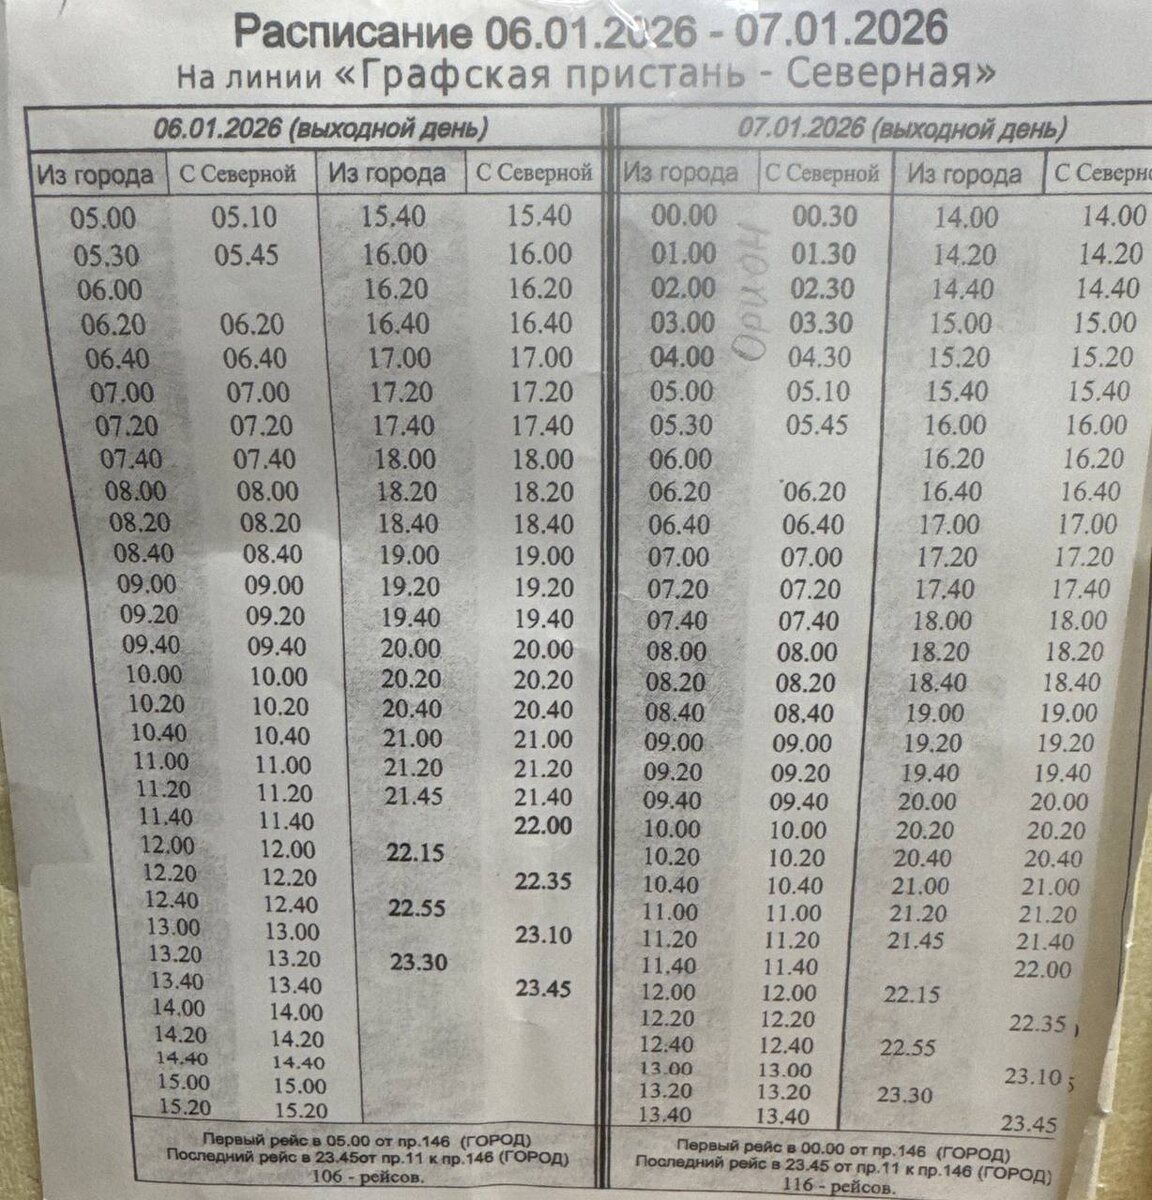 Расписание 06.01.2026 - 07.01.2026
На линии «Графская пристань - Северная»
06.01.2026 (выходной день) 07.01.2026 (выходной день)
Из города С Северной Из города С Северной Из города С Северной Из города С Северн
05.00 05.10 15.40 15.40 00.00 00.30 14.00 14.00
05.30 05.45 16.00 16.00 01.00 01.30 14.20 14.20
06.00 16.20 16.20 02.00 02.30 14.40 14.40
06.20 06.20 16.40 16.40 03.00 03.30 15.00 15.00
06.40 06.40 17.00 17.00 04.00 04.30 15.20 15.20
07.00 07.00 17.20 17.20 05.00 05.10 15.40 15.40
07.20 07.20 17.40 17.40 05.30 05.45 16.00 16.00
07.40 07.40 18.00 18.00 06.00 16.20 16.20
08.00 08.00 18.20 18.20 06.20 06.20 16.40 16.40
08.20 08.20 18.40 18.40 06.40 06.40 17.00 17.00
08.40 08.40 19.00 19.00 07.00 07.00 17.20 17.20
09.00 09.00 19.20 19.20 07.20 07.20 17.40 17.40
09.20 09.20 19.40 19.40 07.40 07.40 18.00 18.00
09.40 09.40 20.00 20.00 08.00 08.00 18.20 18.20
10.00 10.00 20.20 20.20 08.20 08.20 18.40 18.40
10.20 10.20 20.40 20.40 08.40 08.40 19.00 19.00
10.40 10.40 21.00 21.00 09.00 09.00 19.20 19.20
11.00 11.00 21.20 21.20 09.20 09.20 19.40 19.40
11.20 11.20 21.45 21.40 09.40 09.40 20.00 20.00
11.40 11.40 22.00 10.00 10.00 20.20 20.20
12.00 12.00 22.15 10.20 10.20 20.40 20.40
12.20 12.20 22.35 10.40 10.40 21.00 21.00
12.40 12.40 22.55 11.00 11.00 21.20 21.20
13.00 13.00 23.10 11.20 11.20 21.45 21.40
13.20 13.20 23.30 11.40 11.40 22.00
13.40 13.40 23.45 12.00 12.00 22.15
14.00 14.00 12.20 12.20 22.35
14.20 14.20 12.40 12.40 22.55
14.40 14.40 13.00 13.00 23.10
15.00 15.00 13.20 13.20 23.30
15.20 15.20 13.40 13.40 23.45
Орион
Первый рейс в 05.00 от пр.146 (ГОРОД)
Последний рейс в 23.45от пр.11 к пр.146 (ГОРОД)
106 - рейсов.
Первый рейс в 00.00 от пр.146 (ГОРОД)
Последний рейс в 23.45 от пр.11 к пр.146 (ГОРОД)
116 - рейсов.